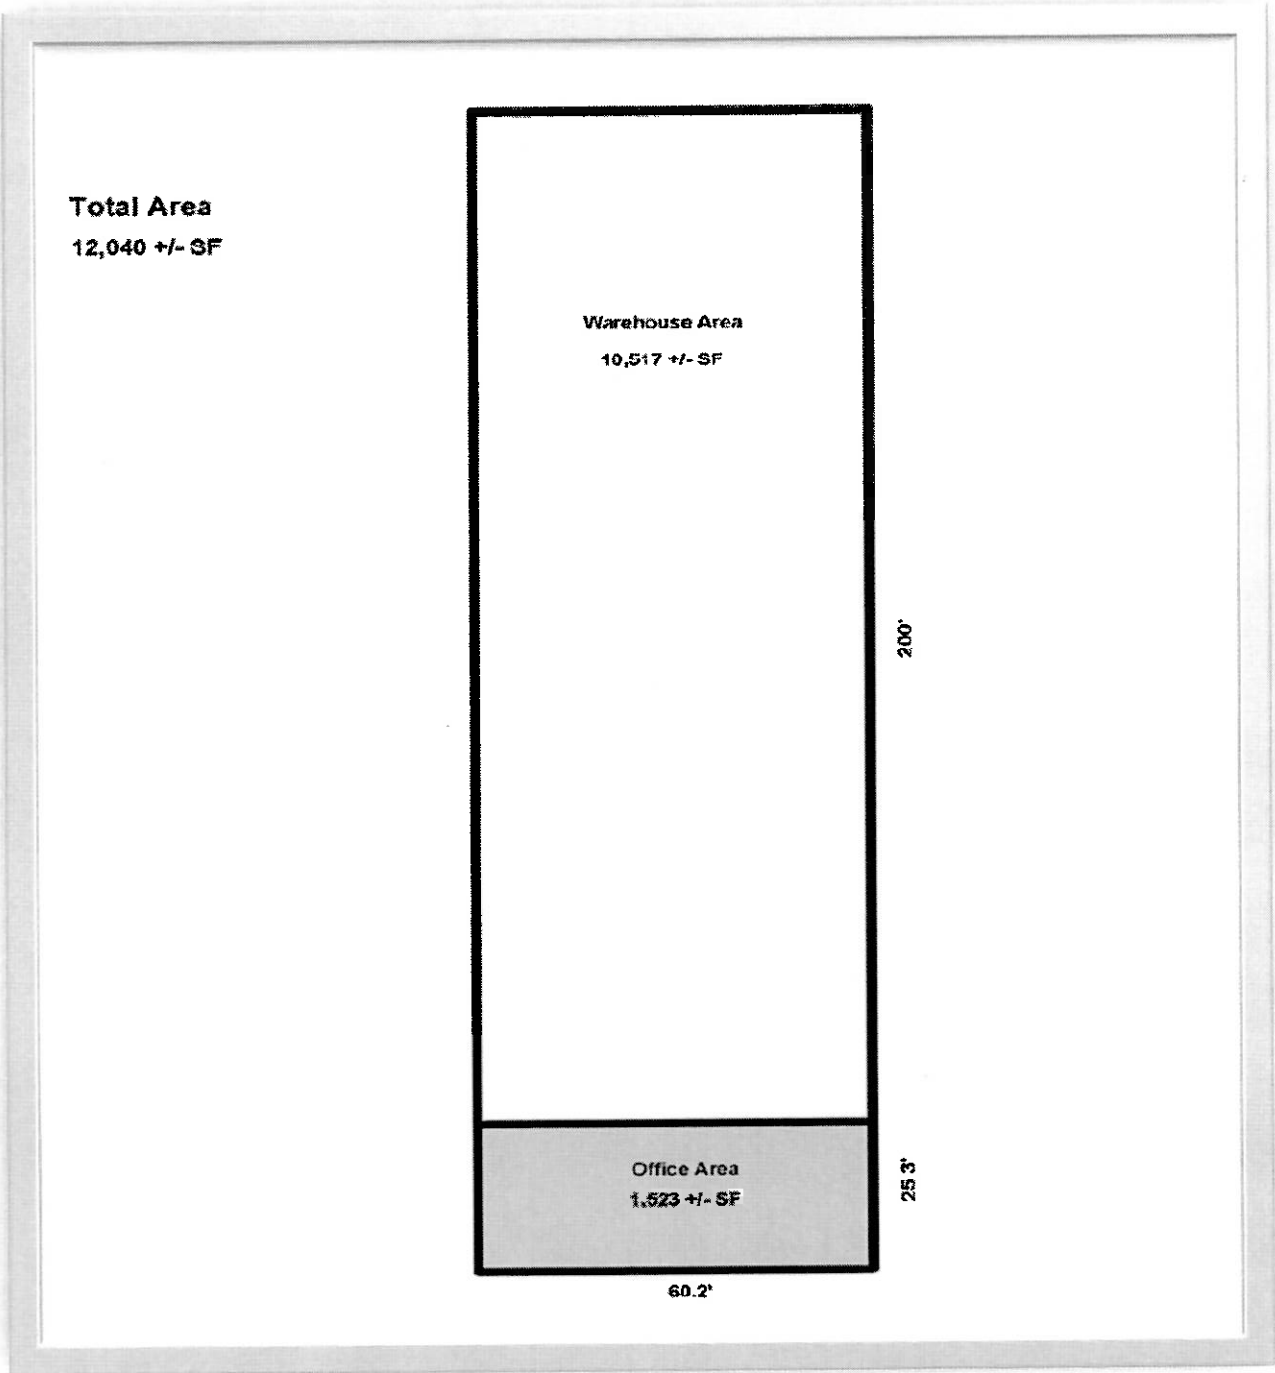 Total Area
12,040 +/- SF
Warehouse Area
10,517 +/- SF
200'
Office Area
1,523 +/- SF
25.3'
60.2'